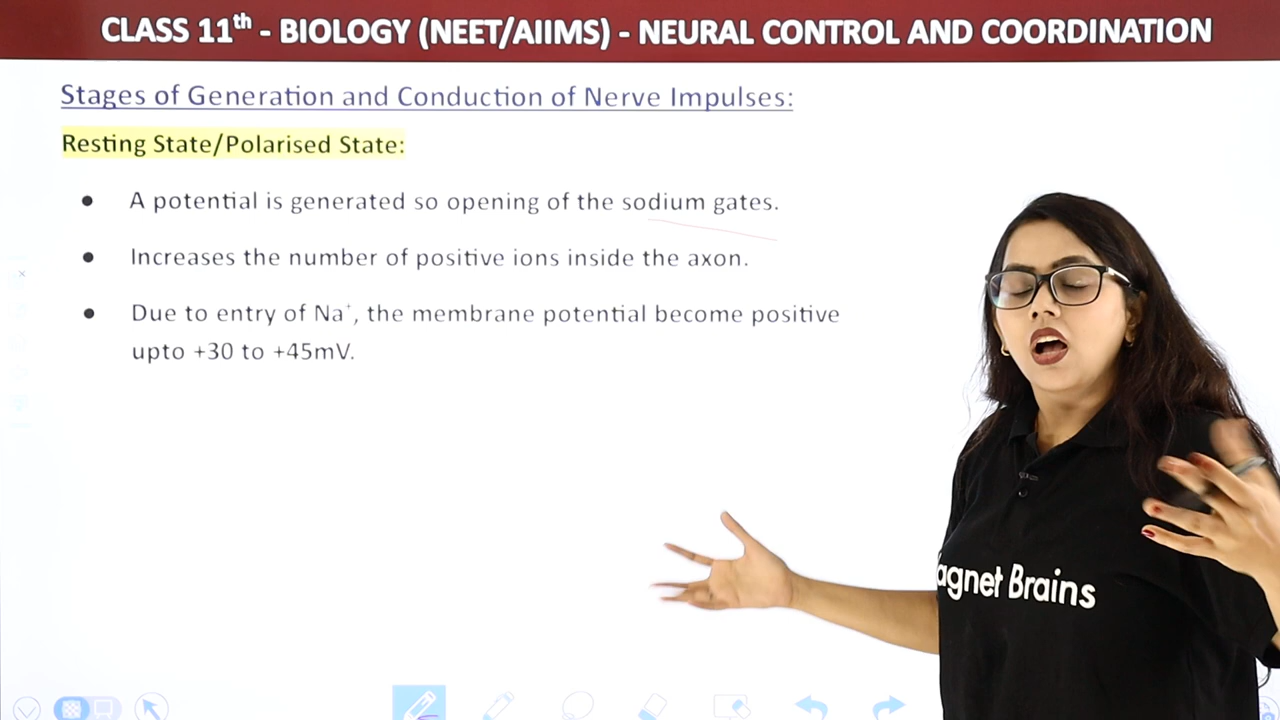 CLASS 11th - BIOLOGY (NEET/AIIMS) - NEURAL CONTROL AND COORDINATION
Stages of Generation and Conduction of Nerve Impulses:
Resting State/Polarised State:
● A potential is generated so opening of the sodium gates.
● Increases the number of positive ions inside the axon.
● Due to entry of Na⁺, the membrane potential become positive
upto +30 to +45mV.
agnet Brains